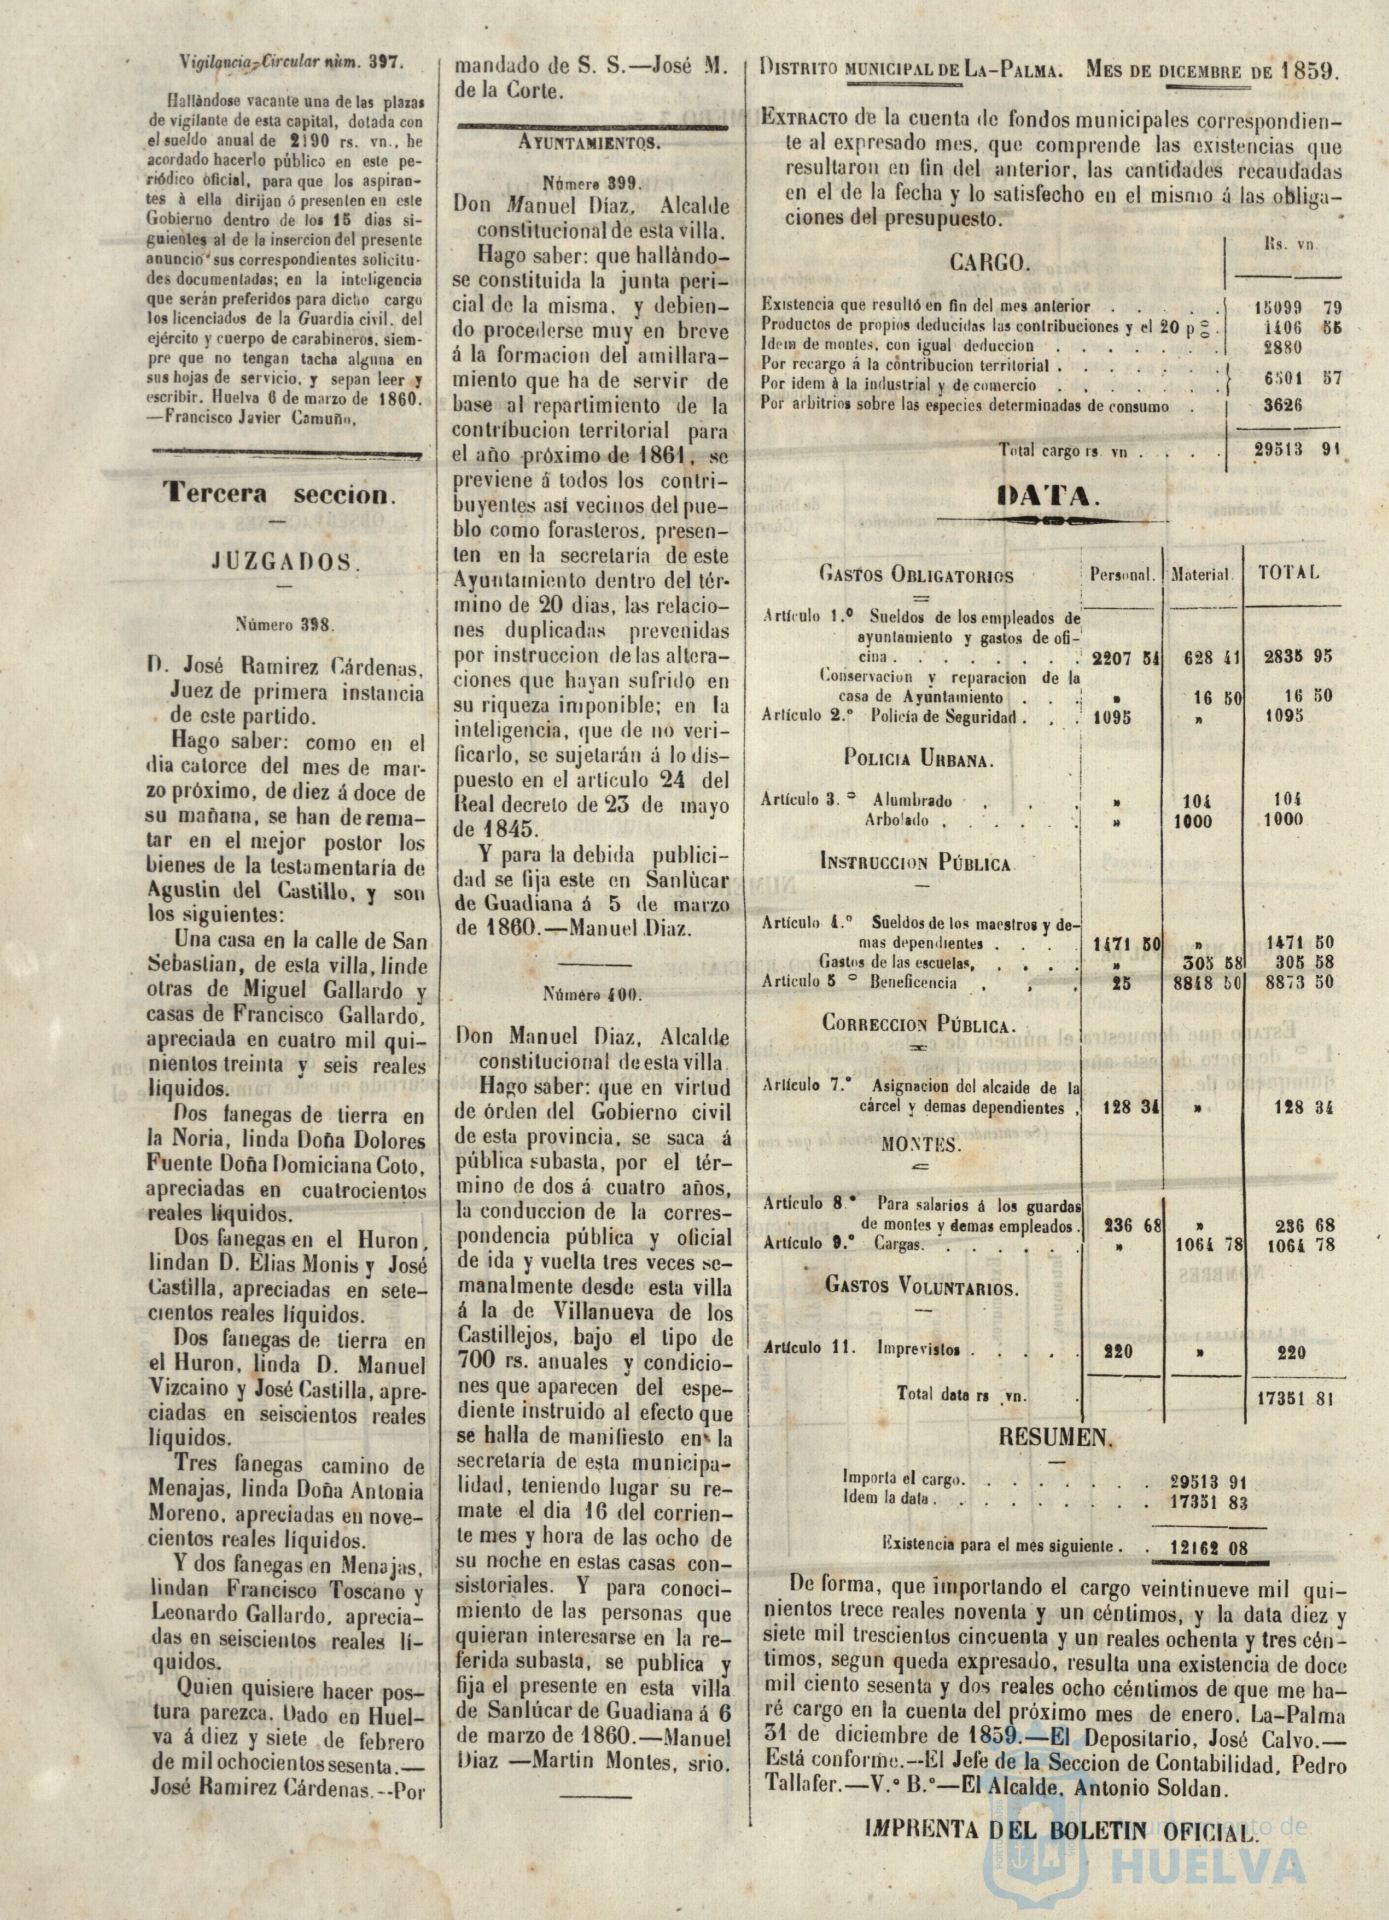 Vigilancia-Circular nùm. 397.
Hallàndose vacante una de las plazas
de vigilante de esta capital, dotada con
el sueldo anual de 2190 rs. vn., he
acordado hacerlo público en este pe-
riódico oficial, para que los aspiran-
tes à ella dirijan ó presenten en este
Gobierno dentro de los 15 dias si-
guientes al de la insercion del presente
anuncio sus correspondientes solicitu-
des documentadas; en la inteligencia
que serán preferidos para dicho cargo
los licenciados de la Guardia civil, del
ejército y cuerpo de carabineros, siem-
pre que no tengan tacha alguna en
sus hojas de servicio, y sepan leer y
escribir. Huelva 6 de marzo de 1860.
—Francisco Javier Camuño,
Tercera seccion.
JUZGADOS.
Número 398.
D. José Ramirez Cárdenas,
Juez de primera instancia
de este partido.
Hago saber: como en el
dia catorce del mes de mar-
zo próximo, de diez á doce de
su mañana, se han de rema-
tar en el mejor postor los
bienes de la testamentaría de
Agustin del Castillo, y son
los siguientes:
Una casa en la calle de San
Sebastian, de esta villa, linde
otras de Miguel Gallardo y
casas de Francisco Gallardo,
apreciada en cuatro mil qui-
nientos treinta y seis reales
líquidos.
Dos fanegas de tierra en
la Noria, linda Doña Dolores
Fuente Doña Domiciana Coto,
apreciadas en cuatrocientos
reales líquidos.
Dos fanegas en el Huron,
lindan D. Elias Monis y José
Castilla, apreciadas en sete-
cientos reales líquidos.
Dos fanegas de tierra en
el Huron, linda D. Manuel
Vizcaino y José Castilla, apre-
ciadas en seiscientos reales
líquidos.
Tres fanegas camino de
Menajas, linda Doña Antonia
Moreno, apreciadas en nove-
cientos reales líquidos.
Y dos fanegas en Menajas,
lindan Francisco Toscano y
Leonardo Gallardo, aprecia-
das en seiscientos reales lí-
quidos.
Quien quisiere hacer pos-
tura parezca. Dado en Huel-
va á diez y siete de febrero
de mil ochocientos sesenta.—
José Ramirez Cárdenas.--Por
mandado de S. S.—José M.
de la Corte.
AYUNTAMIENTOS.
Número 399.
Don Manuel Díaz, Alcalde
constitucional de esta villa.
Hago saber: que hallàndo-
se constituida la junta peri-
cial de la misma, y debien-
do procederse muy en breve
á la formacion del amillara-
miento que ha de servir de
base al repartimiento de la
contribucion territorial para
el año próximo de 1861, se
previene á todos los contri-
buyentes asi vecinos del pue-
blo como forasteros, presen-
ten en la secretaría de este
Ayuntamiento dentro del tér-
mino de 20 dias, las relacio-
nes duplicadas prevenidas
por instruccion de las altera-
ciones que hayan sufrido en
su riqueza imponible; en la
inteligencia, que de no veri-
ficarlo, se sujetarán á lo dis-
puesto en el articulo 24 del
Real decreto de 23 de mayo
de 1845.
Y para la debida publici-
dad se fija este en Sanlùcar
de Guadiana á 5 de marzo
de 1860.—Manuel Diaz.
Número 400.
Don Manuel Diaz, Alcalde
constitucional de esta villa
Hago saber: que en virtud
de órden del Gobierno civil
de esta provincia, se saca á
pública subasta, por el tér-
mino de dos á cuatro años,
la conduccion de la corres-
pondencia pública y oficial
de ida y vuelta tres veces se-
manalmente desde esta villa
á la de Villanueva de los
Castillejos, bajo el tipo de
700 rs. anuales y condicio-
nes que aparecen del espe-
diente instruido al efecto que
se halla de manifiesto en la
secretaría de esta municipa-
lidad, teniendo lugar su re-
mate el dia 16 del corrien-
te mes y hora de las ocho de
su noche en estas casas con-
sistoriales. Y para conoci-
miento de las personas que
quieran interesarse en la re-
ferida subasta, se publica y
fija el presente en esta villa
de Sanlúcar de Guadiana á 6
de marzo de 1860.—Manuel
Diaz —Martin Montes, srio.
DISTRITO MUNICIPAL DE LA-PALMA. MES DE DICEMBRE DE 1859.
EXTRACTO de la cuenta de fondos municipales correspondien-
te al expresado mes, que comprende las existencias que
resultaron en fin del anterior, las cantidades recaudadas
en el de la fecha y lo satisfecho en el mismo á las obliga-
ciones del presupuesto.
Rs. vn.
CARGO.
Existencia que resultó en fin del mes anterior . . . . . 15099 79
Productos de propios deducidas las contribuciones y el 20 p º/o . 1406 55
Idem de montes, con igual deduccion . . . . . . . 2880
Por recargo á la contribucion territorial . . . . . . .
Por idem à la industrial y de comercio . . . . . . . 6501 57
Por arbitrios sobre las especies determinadas de consumo . 3626
Total cargo rs vn . . . . 29513 91
DATA.
GASTOS OBLIGATORIOS Personal. Material. TOTAL
Artículo 1.º Sueldos de los empleados de
ayuntamiento y gastos de ofi-
cina . . . . . . . . 2207 54 628 41 2835 95
Conservacion y reparacion de la
casa de Ayuntamiento . . . » 16 50 16 50
Artículo 2.º Policía de Seguridad . . . 1095 » 1095
POLICIA URBANA.
Artículo 3. º Alumbrado . . . » 104 104
Arbolado . . . . . . » 1000 1000
INSTRUCCION PÚBLICA
Artículo 4.º Sueldos de los maestros y de-
mas dependientes . . . . 1471 50 » 1471 50
Gastos de las escuelas, . . . . » 305 58 305 58
Artículo 5 º Beneficencia . . . 25 8848 50 8873 50
CORRECCION PÚBLICA.
Artículo 7.º Asignacion del alcaide de la
cárcel y demas dependientes , 128 34 » 128 34
MONTES.
Artículo 8º Para salarios á los guardas
de montes y demas empleados . 236 68 » 236 68
Artículo 9.º Cargas. . . . . . . » 1064 78 1064 78
GASTOS VOLUNTARIOS.
Artículo 11. Imprevistos . . . . . 220 » 220
Total data rs vn. . 17351 81
RESUMEN.
Importa el cargo. . . . . . . . 29513 91
Idem la data . . . . . . . . . 17351 83
Existencia para el mes siguiente . . 12162 08
De forma, que importando el cargo veintinueve mil qui-
nientos trece reales noventa y un céntimos, y la data diez y
siete mil trescientos cincuenta y un reales ochenta y tres cén-
timos, segun queda expresado, resulta una existencia de doce
mil ciento sesenta y dos reales ocho céntimos de que me ha-
ré cargo en la cuenta del próximo mes de enero. La-Palma
31 de diciembre de 1859.—El Depositario, José Calvo.—
Está conforme.--El Jefe de la Seccion de Contabilidad, Pedro
Tallafer.—V.º B.º—El Alcalde, Antonio Soldan.
IMPRENTA DEL BOLETIN OFICIAL.
HUELVA